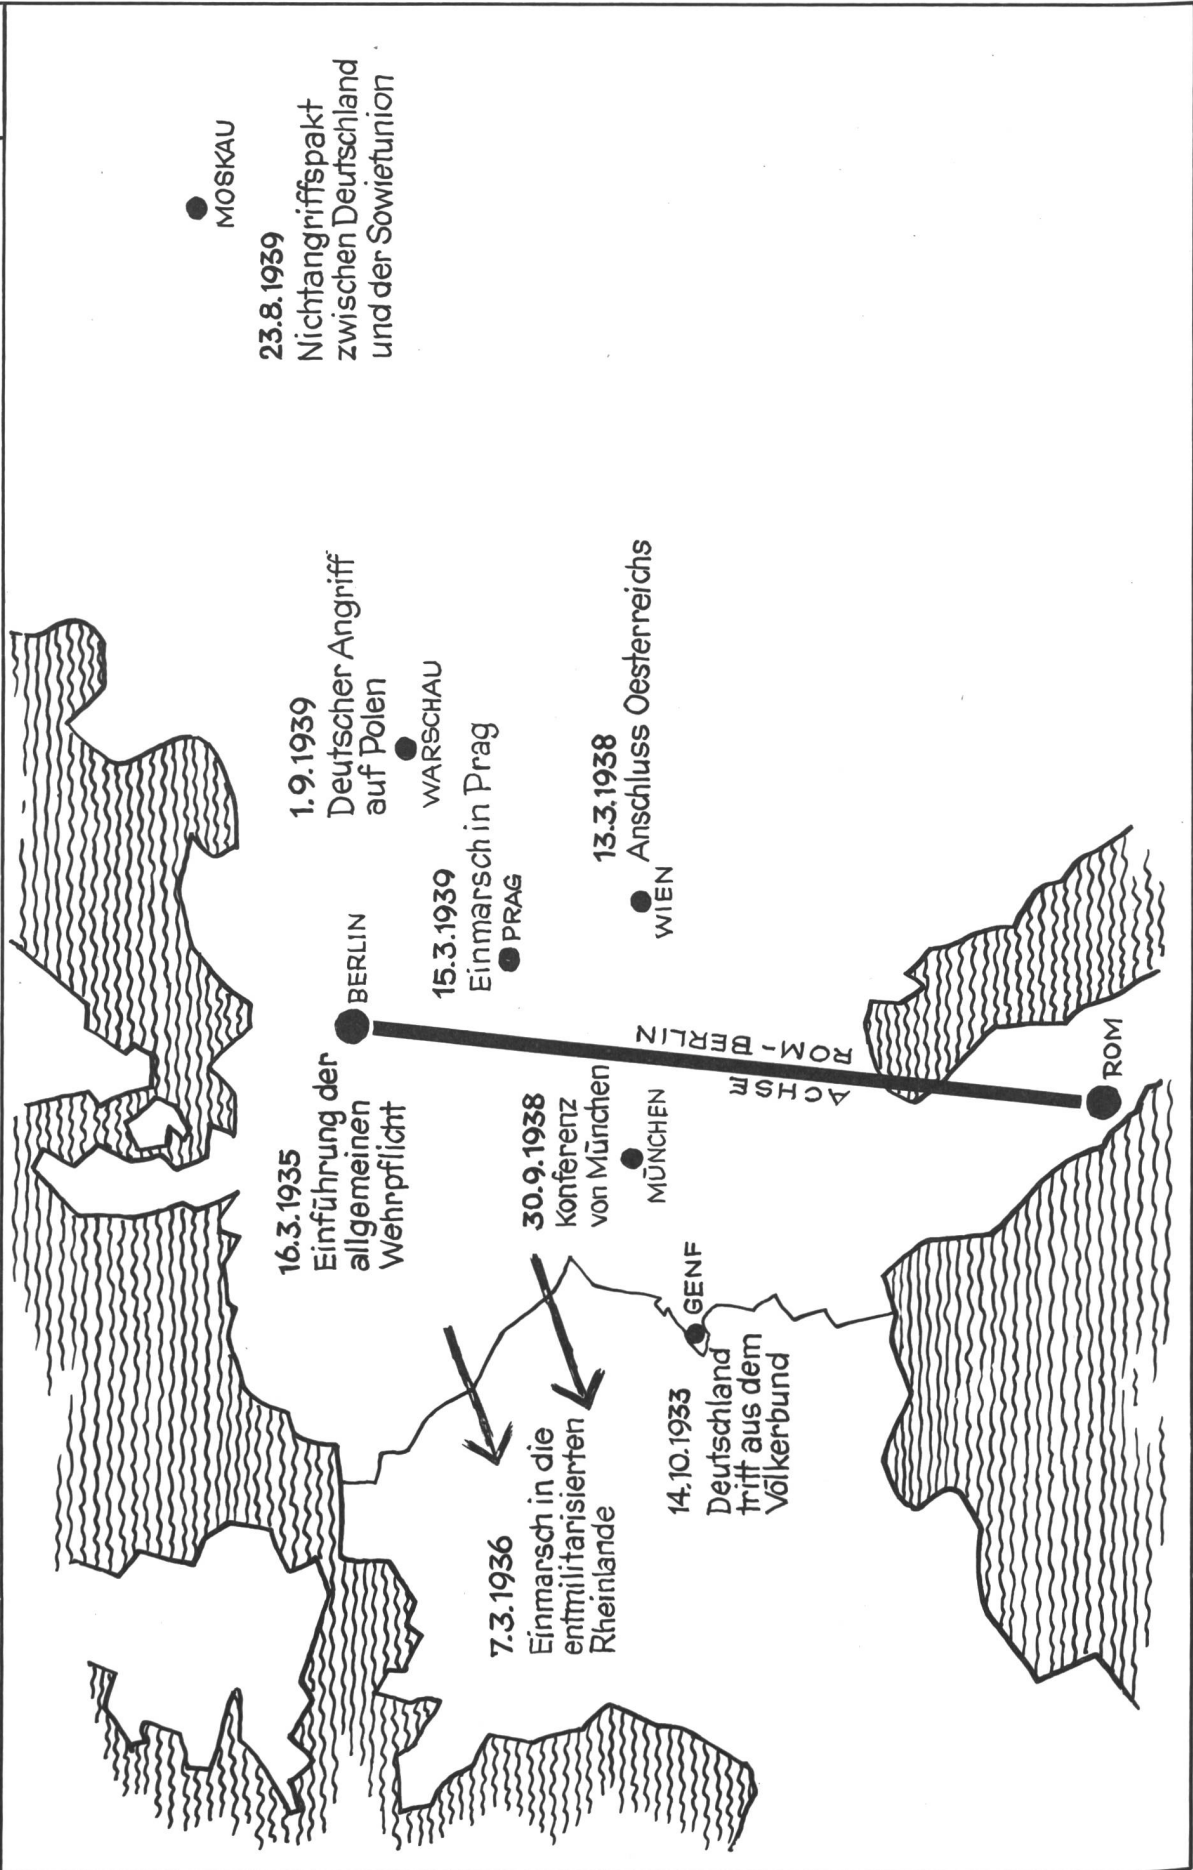 MOSKAU
23.8.1939
Nichtangriffspakt
zwischen Deutschland
und der Sowietunion
1.9.1939
Deutscher Angriff
auf Polen
WARSCHAU
BERLIN
16.3.1935
Einführung der
allgemeinen
Wehrpflicht
15.3.1939
Einmarsch in Prag
PRAG
7.3.1936
Einmarsch in die
entmilitarisierten
Rheinlande
30.9.1938
Konferenz
von München
MÜNCHEN
13.3.1938
Anschluss Oesterreichs
WIEN
14.10.1933
Deutschland
tritt aus dem
Völkerbund
GENF
ACHSE
ROM-BERLIN
ROM